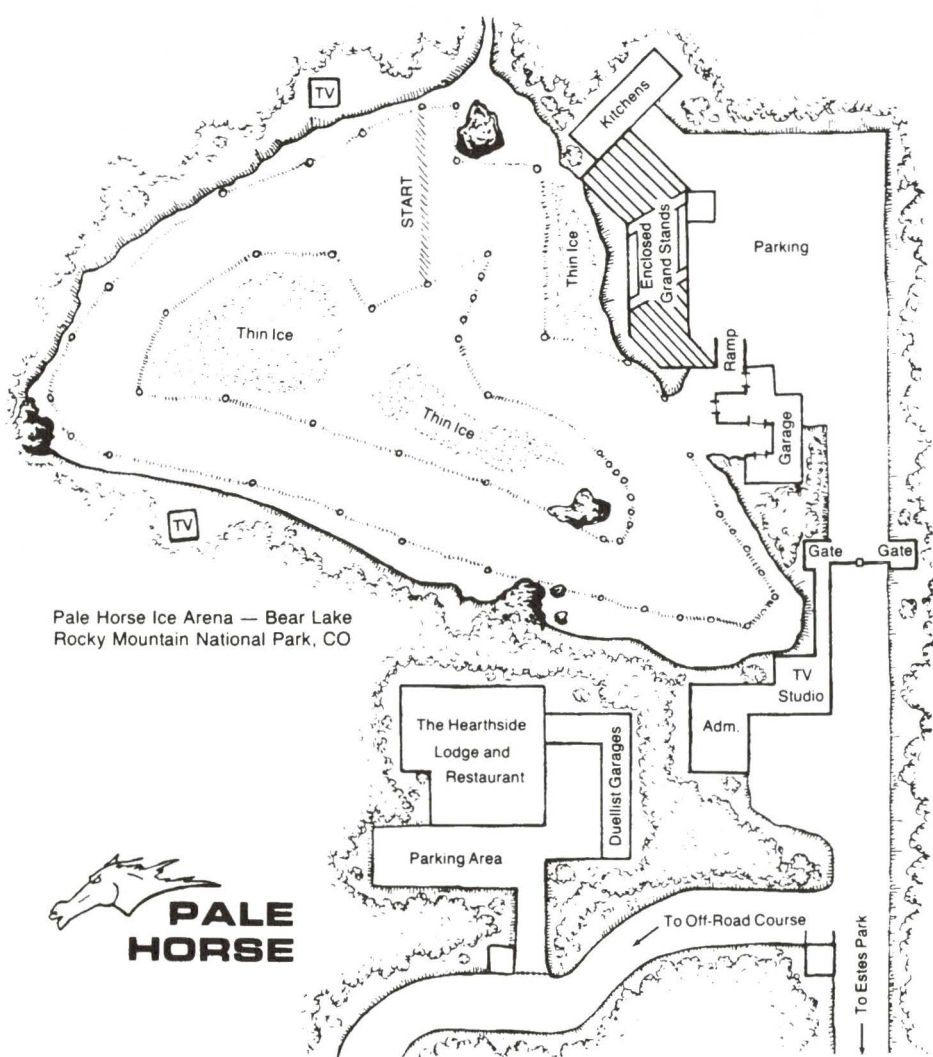 TV
Kitchens
START
Enclosed
Grand Stands
Parking
Thin Ice
Thin Ice
Ramp
Thin Ice
Garage
TV
Gate
Gate
Pale Horse Ice Arena — Bear Lake
Rocky Mountain National Park, CO
TV
Studio
Adm.
The Hearthside
Lodge and
Restaurant
Duellist Garages
Parking Area
PALE
HORSE
To Off-Road Course
To Estes Park